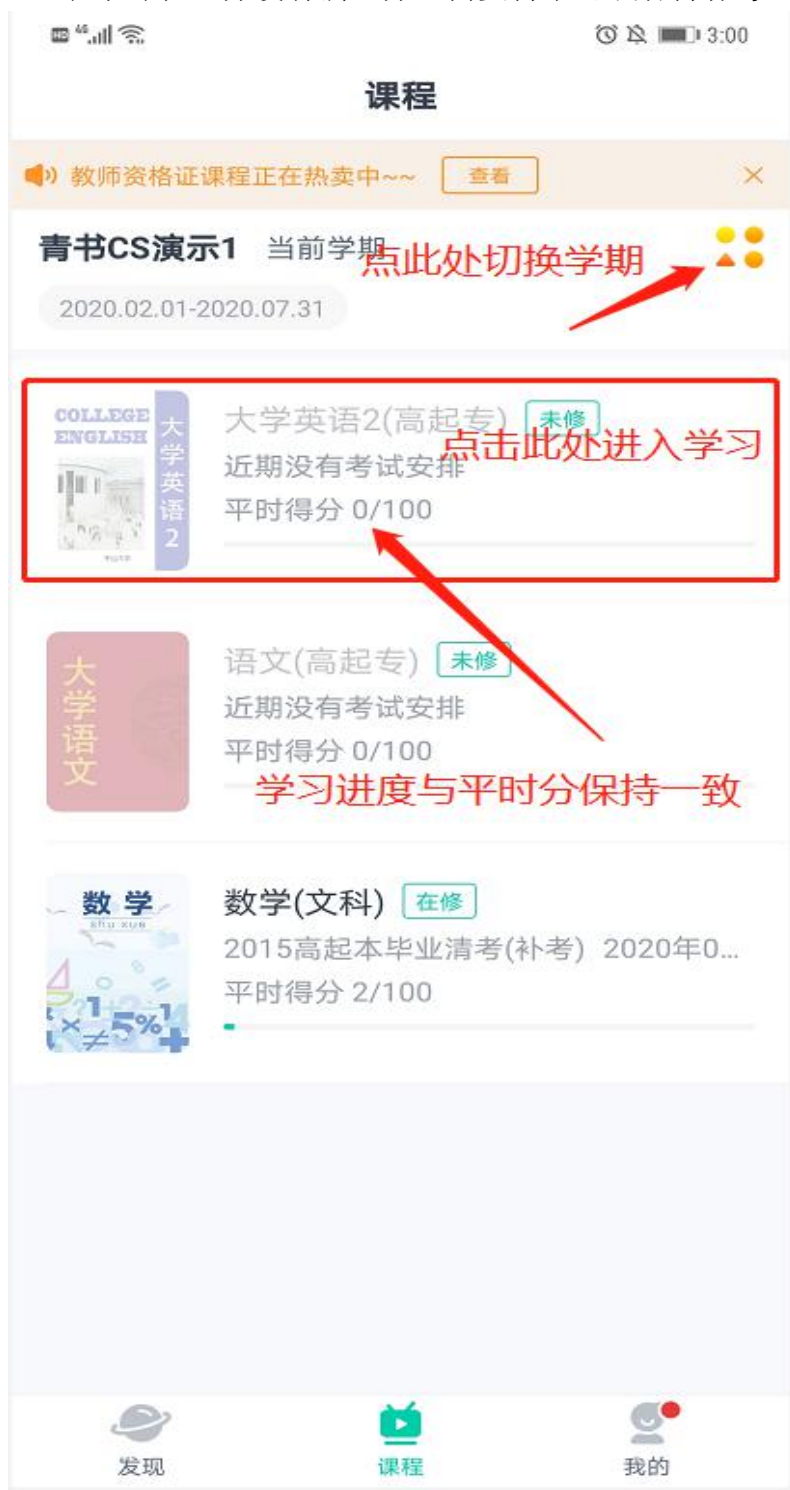 HD 4G 3:00
课程
教师资格证课程正在热卖中~~ 查看
青书CS演示1 当前学期
点此处切换学期
2020.02.01-2020.07.31
COLLEGE
ENGLISH
大学英语2
大学英语2(高起专) 未修
点击此处进入学习
近期没有考试安排
平时得分 0/100
大学语文
语文(高起专) 未修
近期没有考试安排
平时得分 0/100
学习进度与平时分保持一致
数学
shu xue
数学(文科) 在修
2015高起本毕业清考(补考) 2020年0...
平时得分 2/100
发现 课程 我的